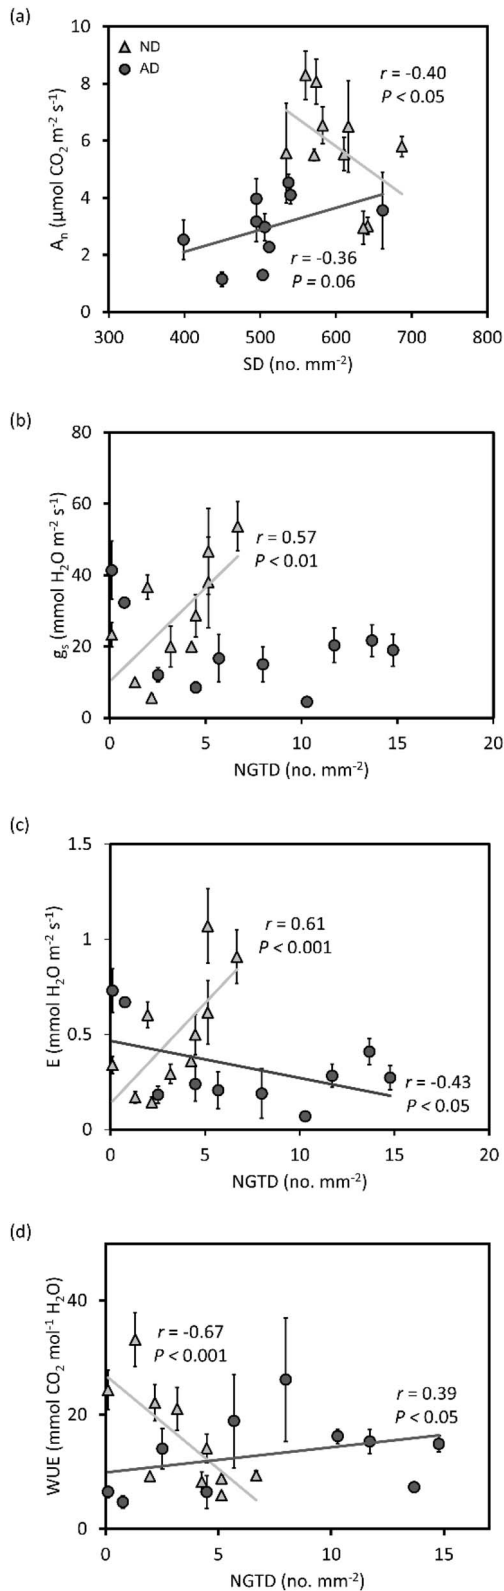 (a)
10
8
6
4
2
0
A_n (µmol CO₂ m⁻² s⁻¹)
ND
AD
r = -0.40
P < 0.05
r = -0.36
P = 0.06
300 400 500 600 700 800
SD (no. mm⁻²)
(b)
80
60
40
20
0
g_s (mmol H₂O m⁻² s⁻¹)
r = 0.57
P < 0.01
0 5 10 15 20
NGTD (no. mm⁻²)
(c)
1.5
1
0.5
0
E (mmol H₂O m⁻² s⁻¹)
r = 0.61
P < 0.001
r = -0.43
P < 0.05
0 5 10 15 20
NGTD (no. mm⁻²)
(d)
40
20
0
WUE (mmol CO₂ mol⁻¹ H₂O)
r = -0.67
P < 0.001
r = 0.39
P < 0.05
0 5 10 15
NGTD (no. mm⁻²)